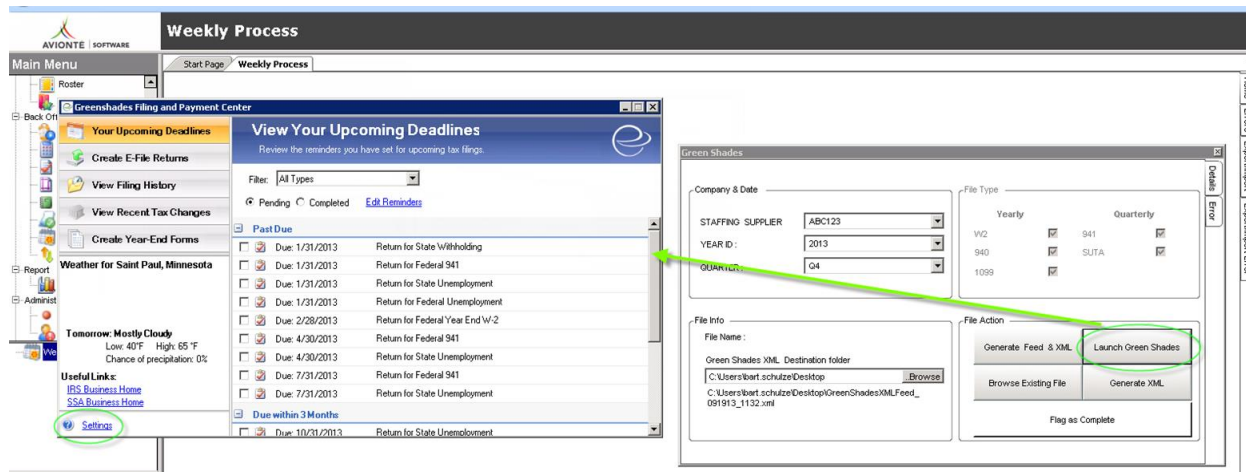 AVIONTÉ SOFTWARE
Weekly Process
Main Menu
Start Page
Weekly Process
Roster
Back Off
Report
Administ
We
Greenshades Filing and Payment Center
Your Upcoming Deadlines
Create E-File Returns
View Filing History
View Recent Tax Changes
Create Year-End Forms
Weather for Saint Paul, Minnesota
Tomorrow: Mostly Cloudy
Low: 40°F High: 65 °F
Chance of precipitation: 0%
Useful Links:
IRS Business Home
SSA Business Home
Settings
View Your Upcoming Deadlines
Review the reminders you have set for upcoming tax filings.
Filter: All Types
Pending Completed Edit Reminders
Past Due
Due: 1/31/2013 Return for State Withholding
Due: 1/31/2013 Return for Federal 941
Due: 1/31/2013 Return for State Unemployment
Due: 1/31/2013 Return for Federal Unemployment
Due: 2/28/2013 Return for Federal Year End W-2
Due: 4/30/2013 Return for Federal 941
Due: 4/30/2013 Return for State Unemployment
Due: 7/31/2013 Return for Federal 941
Due: 7/31/2013 Return for State Unemployment
Due within 3 Months
Due: 10/31/2013 Return for State Unemployment
Green Shades
Details
Error
Company & Date
STAFFING SUPPLIER ABC123
YEAR ID : 2013
QUARTER : Q4
File Type
Yearly Quarterly
W2 941
940 SUTA
1099
File Info
File Name :
Green Shades XML Destination folder
C:\Users\bart.schulze\Desktop Browse
C:\Users\bart.schulze\Desktop\GreenShadesXMLFeed_
091913_1132.xml
File Action
Generate Feed & XML Launch Green Shades
Browse Existing File Generate XML
Flag as Complete